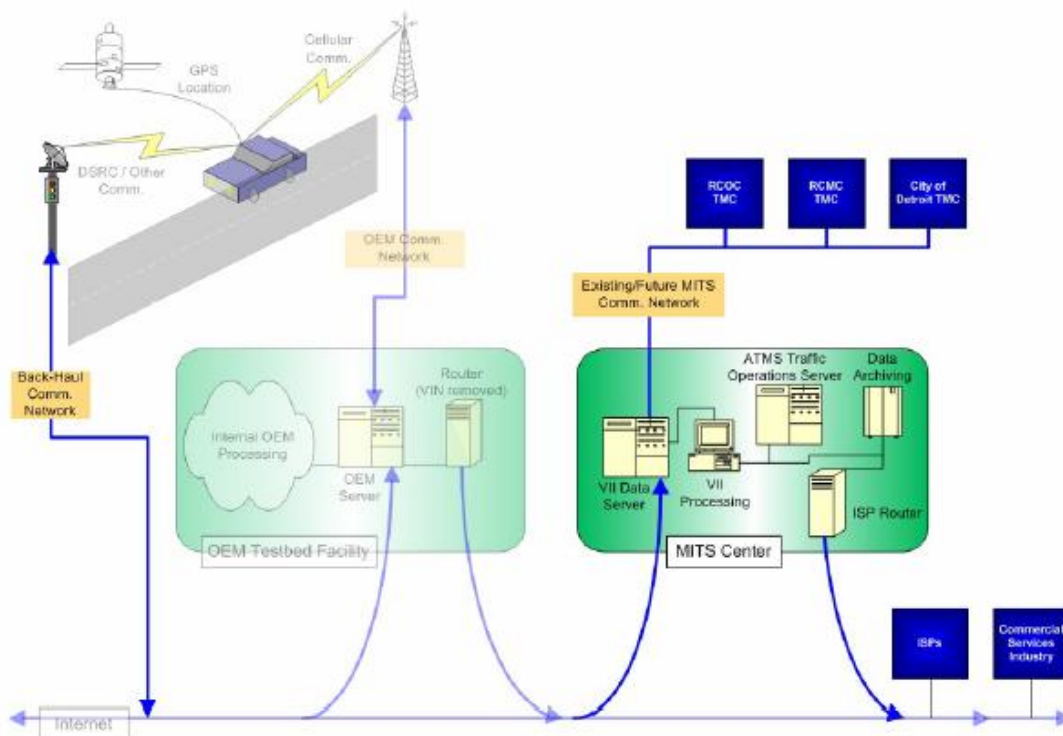 Cellular
Comm.
GPS
Location
DSRC / Other
Comm.
OEM Comm.
Network
RCOC
TMC
RCMC
TMC
City of
Detroit TMC
Existing/Future MITS
Comm. Network
Back-Haul
Comm.
Network
Internal OEM
Processing
OEM
Server
Router
(VIN removed)
OEM Testbed Facility
ATMS Traffic
Operations Server
Data
Archiving
VII Data
Server
VII
Processing
ISP Router
MITS Center
ISPs
Commercial
Services
Industry
Internet